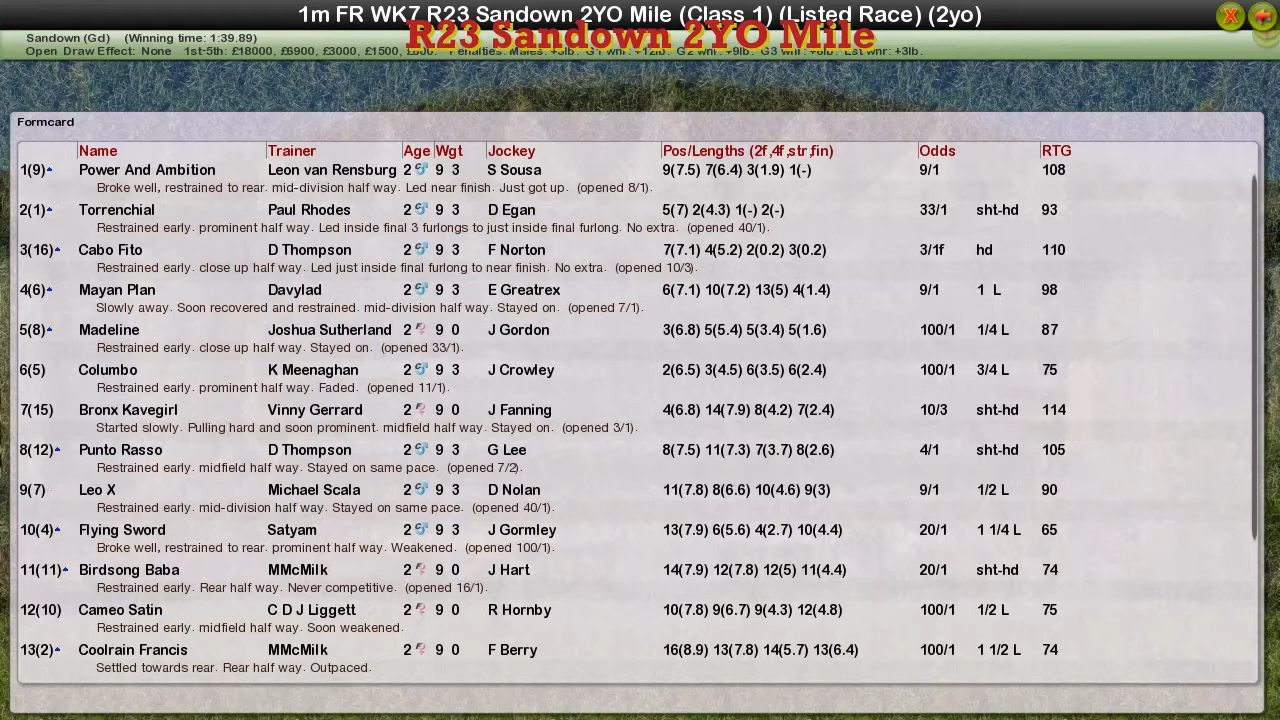 1m FR WK7 R23 Sandown 2YO Mile (Class 1) (Listed Race) (2yo)
R23 Sandown 2YO Mile
Sandown (Gd) (Winning time: 1:39.89)
Open Draw Effect: None 1st-5th: £18000, £6900, £3000, £1500, Penalties: Males: +3lb. G1 wnr: +12lb. G2 wnr: +9lb. G3 wnr: Lst wnr: +3lb.
Formcard
Name Trainer Age Wgt Jockey Pos/Lengths (2f,4f,str,fin) Odds RTG
1(9) Power And Ambition Leon van Rensburg 2 9 3 S Sousa 9(7.5) 7(6.4) 3(1.9) 1(-) 9/1 108
Broke well, restrained to rear. mid-division half way. Led near finish. Just got up. (opened 8/1).
2(1) Torrenchial Paul Rhodes 2 9 3 D Egan 5(7) 2(4.3) 1(-) 2(-) 33/1 sht-hd 93
Restrained early. prominent half way. Led inside final 3 furlongs to just inside final furlong. No extra. (opened 40/1).
3(16) Cabo Fito D Thompson 2 9 3 F Norton 7(7.1) 4(5.2) 2(0.2) 3(0.2) 3/1f hd 110
Restrained early. close up half way. Led just inside final furlong to near finish. No extra. (opened 10/3).
4(6) Mayan Plan Davylad 2 9 3 E Greatrex 6(7.1) 10(7.2) 13(5) 4(1.4) 9/1 1 L 98
Slowly away. Soon recovered and restrained. mid-division half way. Stayed on. (opened 7/1).
5(8) Madeline Joshua Sutherland 2 9 0 J Gordon 3(6.8) 5(5.4) 5(3.4) 5(1.6) 100/1 1/4 L 87
Restrained early. close up half way. Stayed on. (opened 33/1).
6(5) Columbo K Meenaghan 2 9 3 J Crowley 2(6.5) 3(4.5) 6(3.5) 6(2.4) 100/1 3/4 L 75
Restrained early. prominent half way. Faded. (opened 11/1).
7(15) Bronx Kavegirl Vinny Gerrard 2 9 0 J Fanning 4(6.8) 14(7.9) 8(4.2) 7(2.4) 10/3 sht-hd 114
Started slowly. Pulling hard and soon prominent. midfield half way. Stayed on. (opened 3/1).
8(12) Punto Rasso D Thompson 2 9 3 G Lee 8(7.5) 11(7.3) 7(3.7) 8(2.6) 4/1 sht-hd 105
Restrained early. midfield half way. Stayed on same pace. (opened 7/2).
9(7) Leo X Michael Scala 2 9 3 D Nolan 11(7.8) 8(6.6) 10(4.6) 9(3) 9/1 1/2 L 90
Restrained early. mid-division half way. Stayed on same pace. (opened 40/1).
10(4) Flying Sword Satyam 2 9 3 J Gormley 13(7.9) 6(5.6) 4(2.7) 10(4.4) 20/1 1 1/4 L 65
Broke well, restrained to rear. prominent half way. Weakened. (opened 100/1).
11(11) Birdsong Baba MMcMilk 2 9 0 J Hart 14(7.9) 12(7.8) 12(5) 11(4.4) 20/1 sht-hd 74
Restrained early. Rear half way. Never competitive. (opened 16/1).
12(10) Cameo Satin C D J Liggett 2 9 0 R Hornby 10(7.8) 9(6.7) 9(4.3) 12(4.8) 100/1 1/2 L 75
Restrained early. midfield half way. Soon weakened.
13(2) Coolrain Francis MMcMilk 2 9 0 F Berry 16(8.9) 13(7.8) 14(5.7) 13(6.4) 100/1 1 1/2 L 74
Settled towards rear. Rear half way. Outpaced.